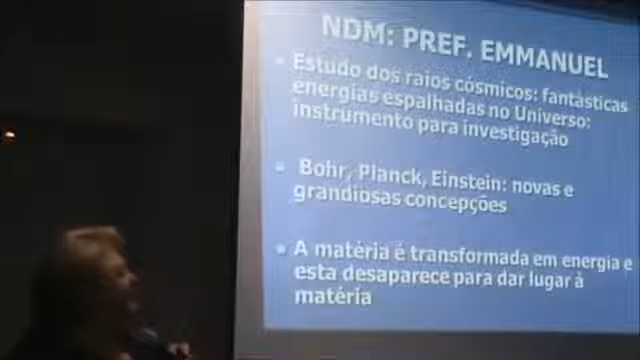 NDM: PREF. EMMANUEL
Estudo dos raios cósmicos: fantásticas
energias espalhadas no Universo:
instrumento para investigação
Bohr, Planck, Einstein: novas e
grandiosas concepções
A matéria é transformada em energia e
esta desaparece para dar lugar à
matéria